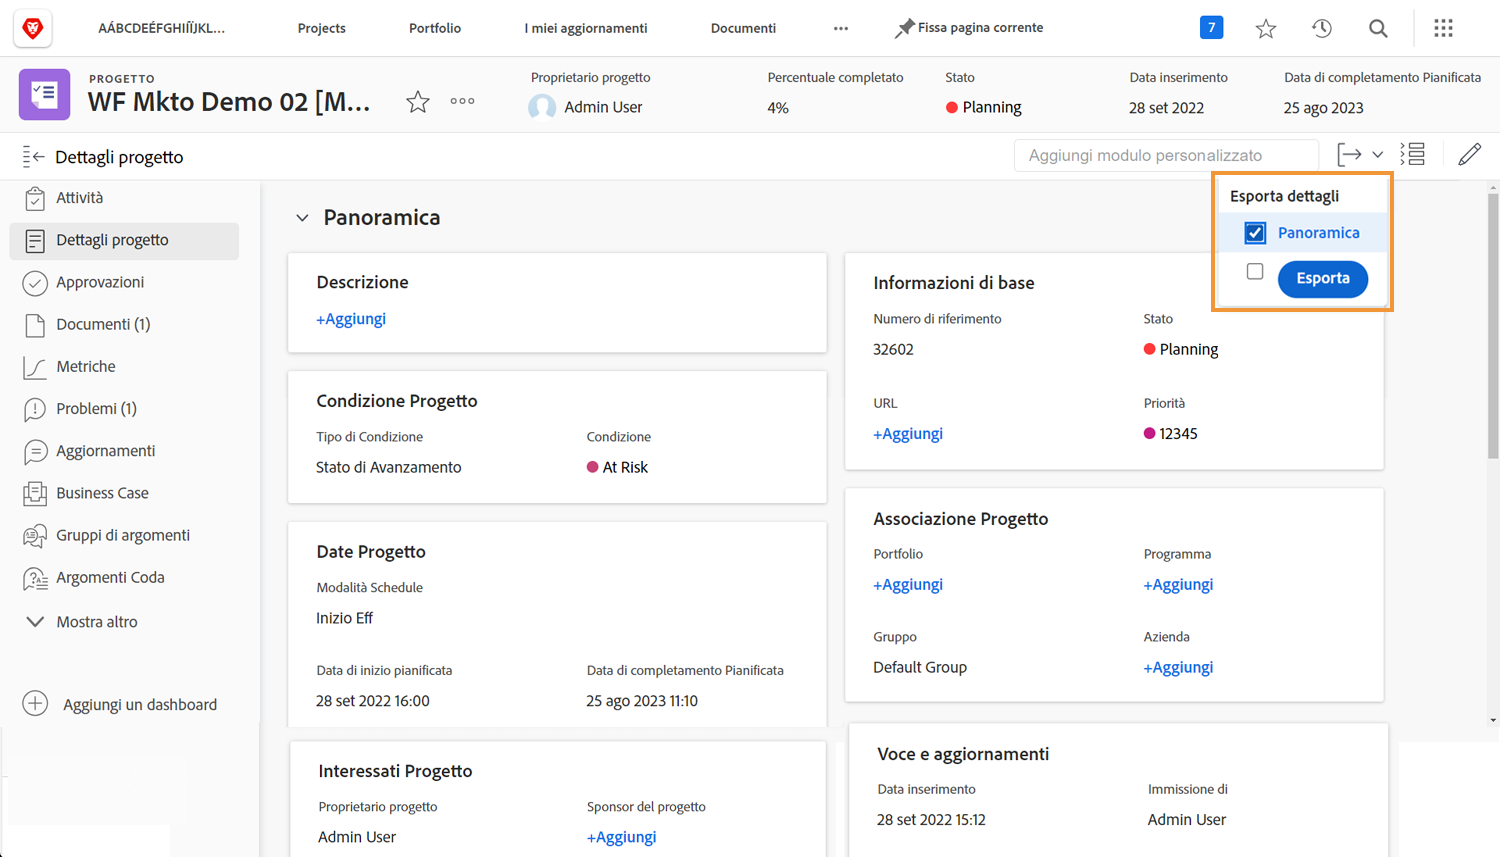 AÁBCDEÉFGHIÍÏJKL...
Projects
Portfolio
I miei aggiornamenti
Documenti
Fissa pagina corrente
7
PROGETTO
WF Mkto Demo 02 [M...
Proprietario progetto
Admin User
Percentuale completato
4%
Stato
Planning
Data inserimento
28 set 2022
Data di completamento Pianificata
25 ago 2023
Dettagli progetto
Aggiungi modulo personalizzato
Attività
Dettagli progetto
Approvazioni
Documenti (1)
Metriche
Problemi (1)
Aggiornamenti
Business Case
Gruppi di argomenti
Argomenti Coda
Mostra altro
Aggiungi un dashboard
Esporta dettagli
Panoramica
Esporta
Panoramica
Descrizione
+Aggiungi
Condizione Progetto
Tipo di Condizione
Condizione
Stato di Avanzamento
At Risk
Date Progetto
Modalità Schedule
Inizio Eff
Data di inizio pianificata
Data di completamento Pianificata
28 set 2022 16:00
25 ago 2023 11:10
Interessati Progetto
Proprietario progetto
Sponsor del progetto
Admin User
+Aggiungi
Informazioni di base
Numero di riferimento
Stato
32602
Planning
URL
Priorità
+Aggiungi
12345
Associazione Progetto
Portfolio
Programma
+Aggiungi
+Aggiungi
Gruppo
Azienda
Default Group
+Aggiungi
Voce e aggiornamenti
Data inserimento
Immissione di
28 set 2022 15:12
Admin User